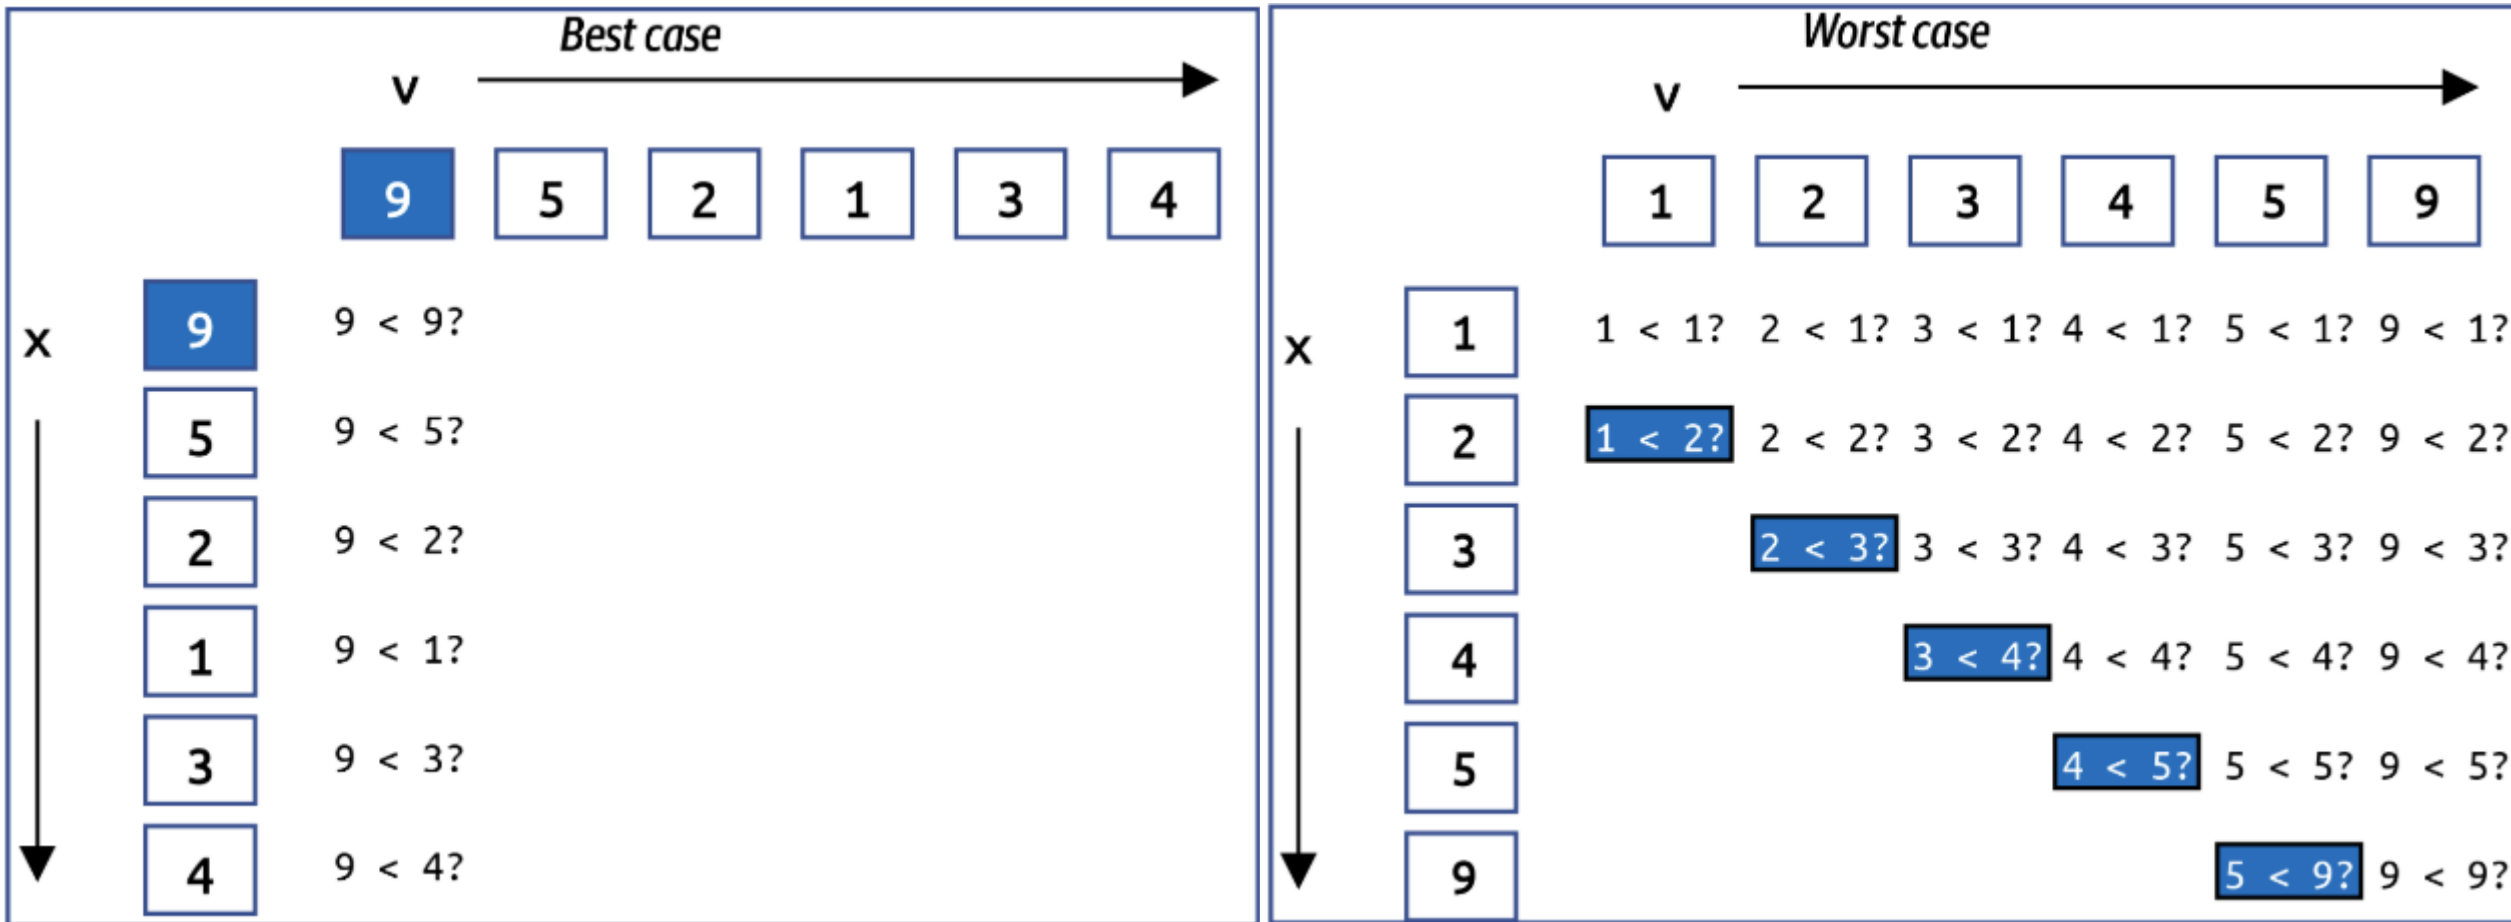 Best case
v
9 5 2 1 3 4
x
9 9 < 9?
5 9 < 5?
2 9 < 2?
1 9 < 1?
3 9 < 3?
4 9 < 4?
Worst case
v
1 2 3 4 5 9
x
1 1 < 1? 2 < 1? 3 < 1? 4 < 1? 5 < 1? 9 < 1?
2 1 < 2? 2 < 2? 3 < 2? 4 < 2? 5 < 2? 9 < 2?
3 2 < 3? 3 < 3? 4 < 3? 5 < 3? 9 < 3?
4 3 < 4? 4 < 4? 5 < 4? 9 < 4?
5 4 < 5? 5 < 5? 9 < 5?
9 5 < 9? 9 < 9?